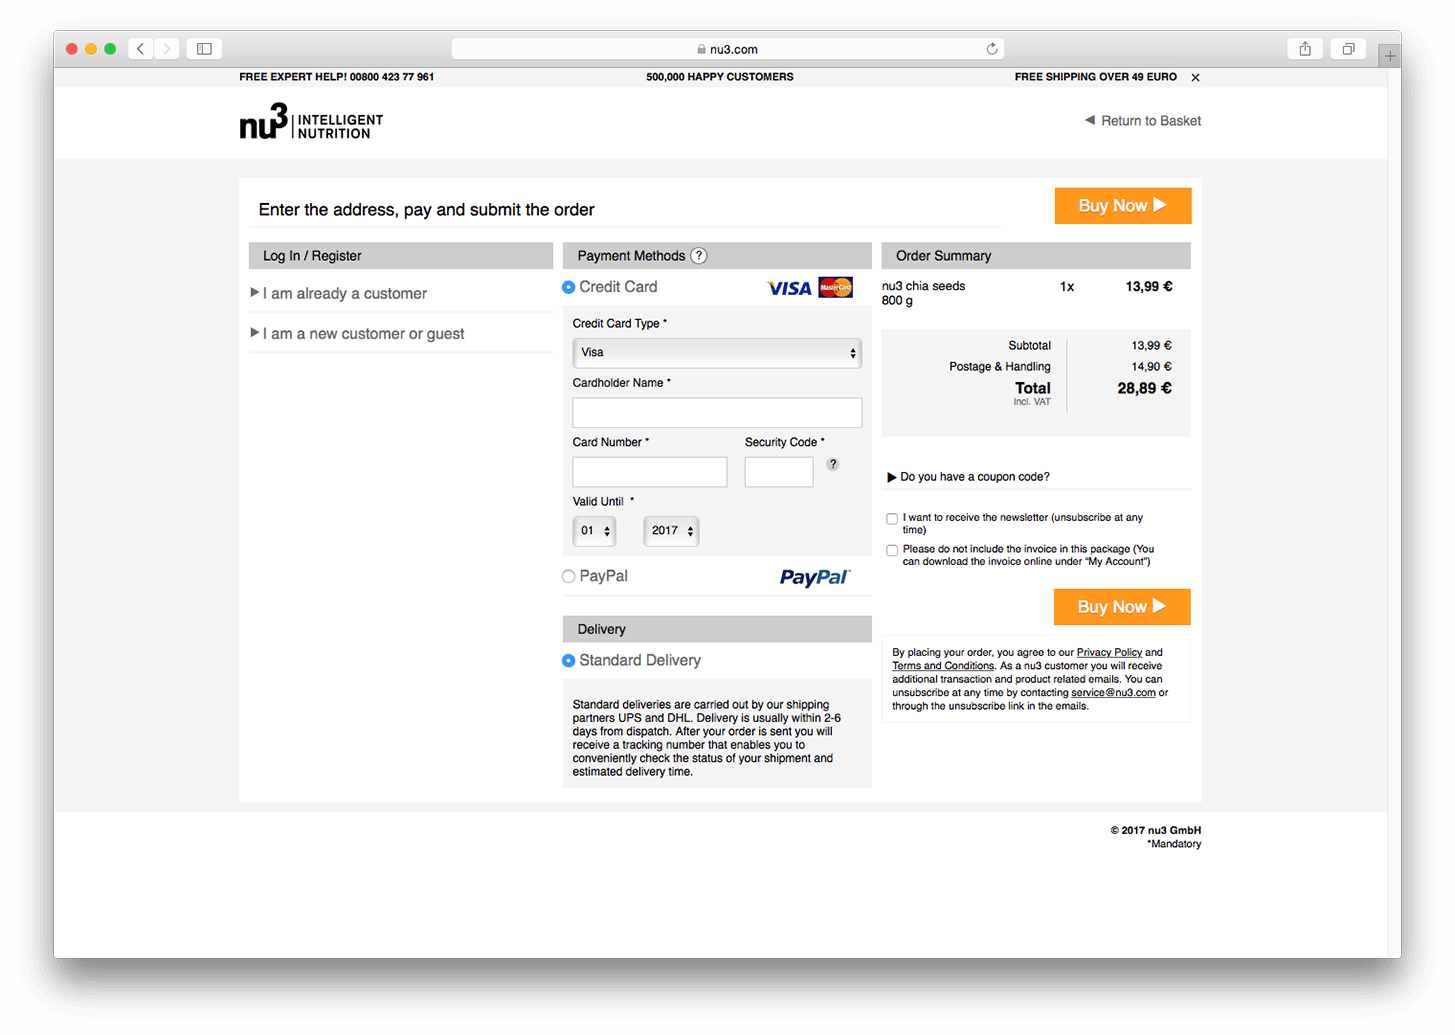 nu3.com
FREE EXPERT HELP! 00800 423 77 961
500,000 HAPPY CUSTOMERS
FREE SHIPPING OVER 49 EURO
nu3 INTELLIGENT
NUTRITION
Return to Basket
Enter the address, pay and submit the order
Buy Now
Log In / Register
I am already a customer
I am a new customer or guest
Payment Methods ?
Credit Card
VISA MasterCard
Credit Card Type *
Visa
Cardholder Name *
Card Number *
Security Code *
?
Valid Until *
01
2017
PayPal
PayPal
Delivery
Standard Delivery
Standard deliveries are carried out by our shipping
partners UPS and DHL. Delivery is usually within 2-6
days from dispatch. After your order is sent you will
receive a tracking number that enables you to
conveniently check the status of your shipment and
estimated delivery time.
Order Summary
nu3 chia seeds 1x 13,99 €
800 g
Subtotal 13,99 €
Postage & Handling 14,90 €
Total 28,89 €
Incl. VAT
Do you have a coupon code?
I want to receive the newsletter (unsubscribe at any
time)
Please do not include the invoice in this package (You
can download the invoice online under “My Account”)
Buy Now
By placing your order, you agree to our Privacy Policy and
Terms and Conditions. As a nu3 customer you will receive
additional transaction and product related emails. You can
unsubscribe at any time by contacting service@nu3.com or
through the unsubscribe link in the emails.
© 2017 nu3 GmbH
*Mandatory